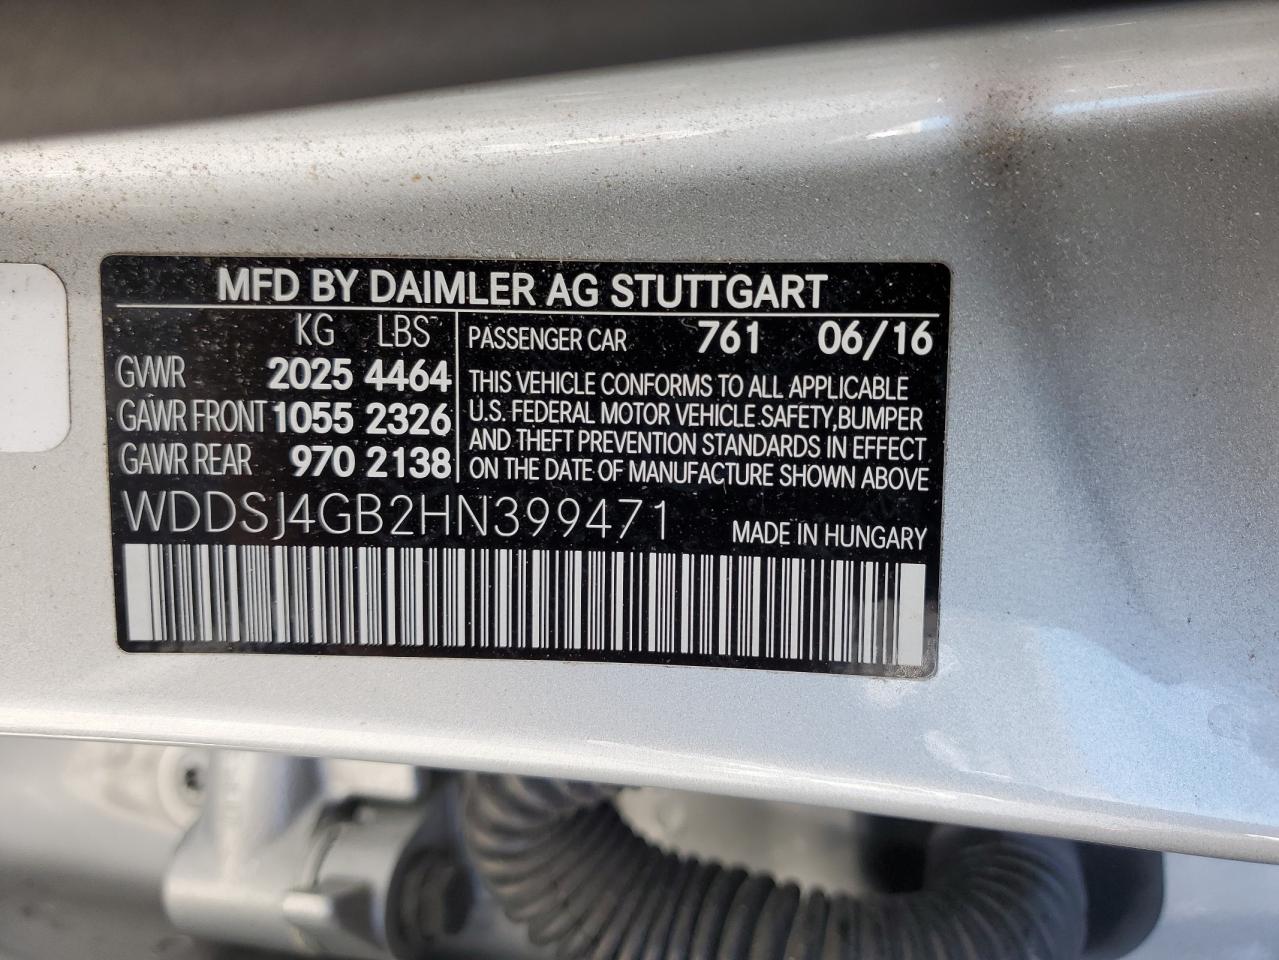 MFD BY DAIMLER AG STUTTGART
KG LBS
GVWR 2025 4464
GAWR FRONT 1055 2326
GAWR REAR 970 2138
PASSENGER CAR 761 06/16
THIS VEHICLE CONFORMS TO ALL APPLICABLE
U.S. FEDERAL MOTOR VEHICLE SAFETY, BUMPER
AND THEFT PREVENTION STANDARDS IN EFFECT
ON THE DATE OF MANUFACTURE SHOWN ABOVE
WDDSJ4GB2HN399471
MADE IN HUNGARY